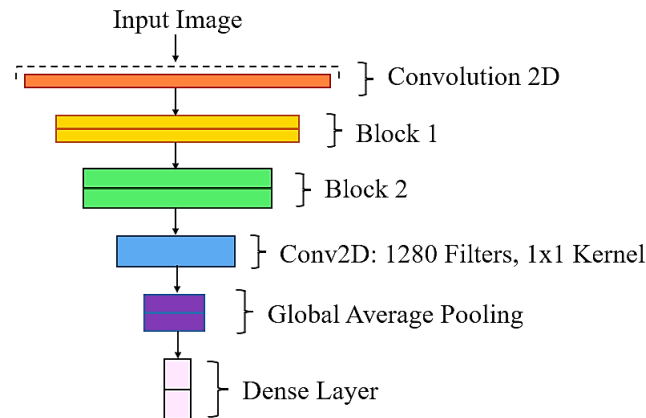 Input Image
Convolution 2D
Block 1
Block 2
Conv2D: 1280 Filters, 1x1 Kernel
Global Average Pooling
Dense Layer